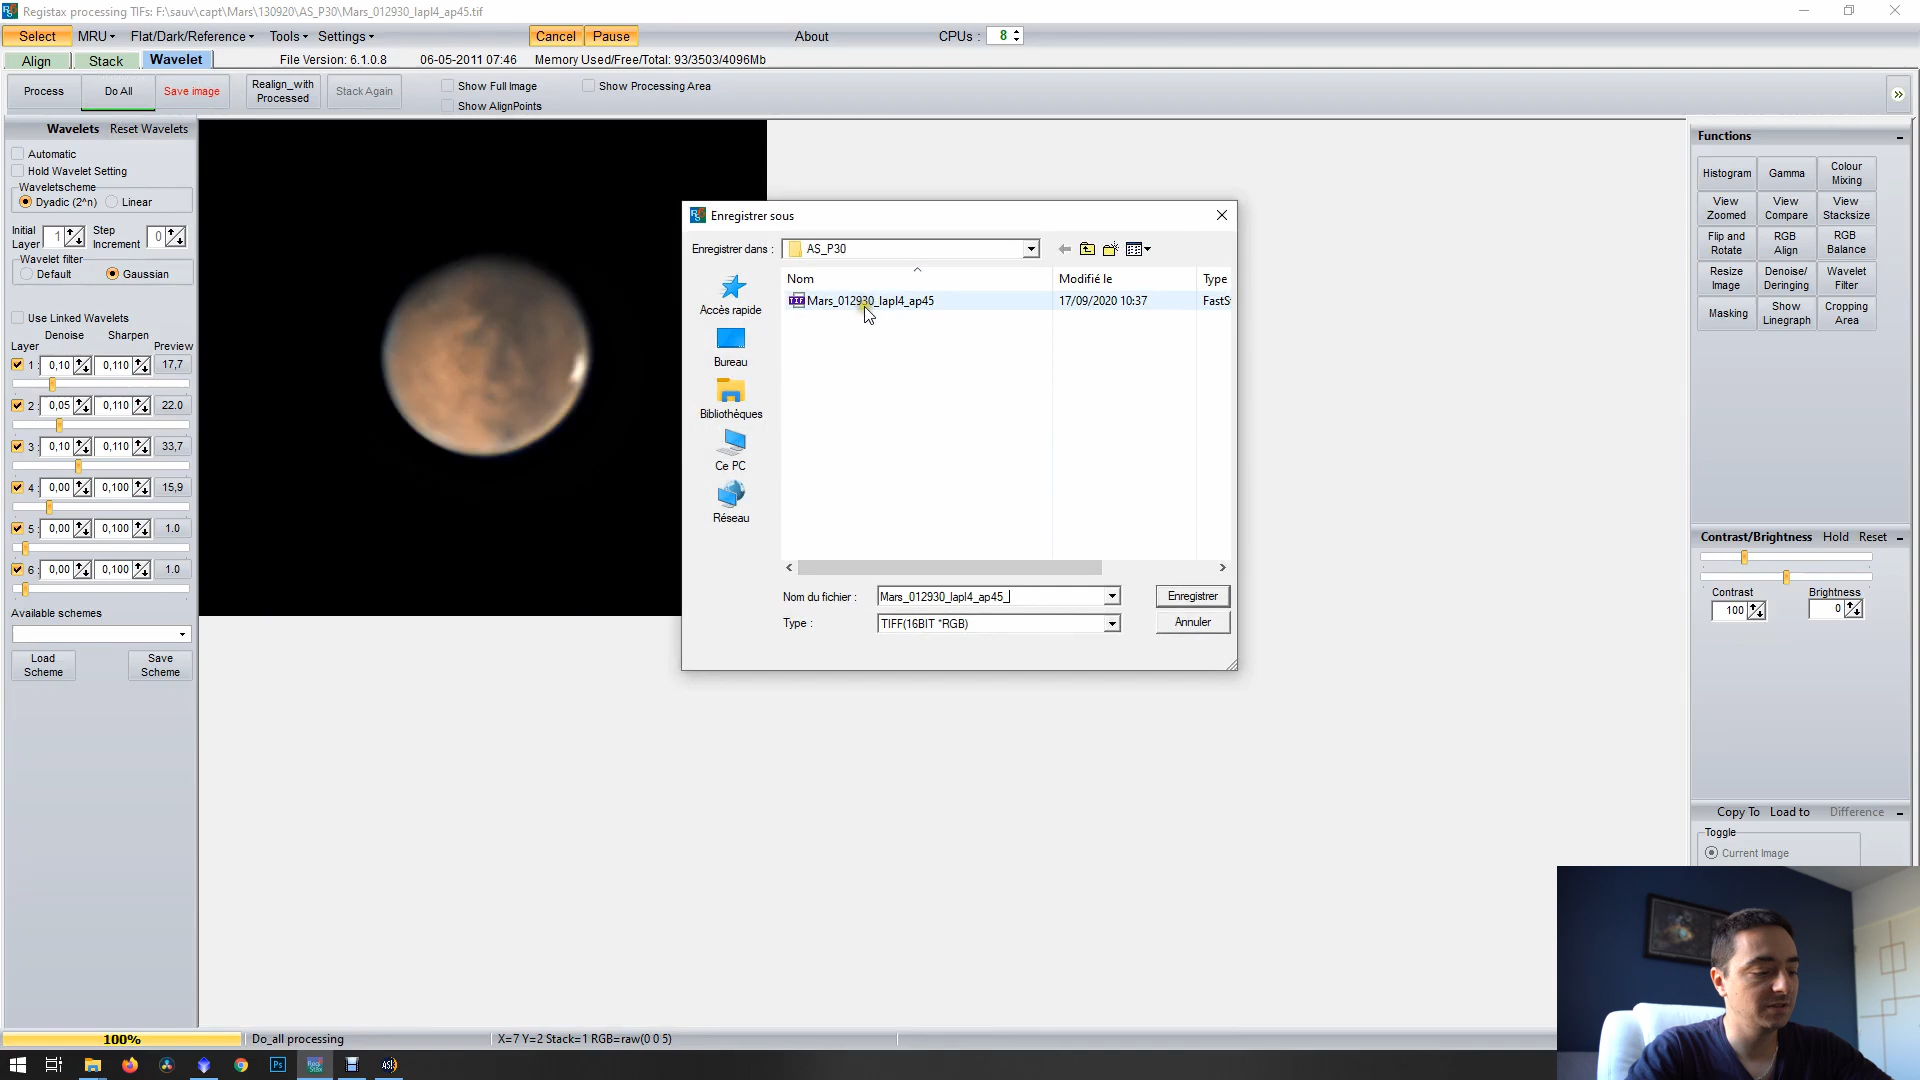 Registax processing TIFs: F:\sauv\capt\Mars\130920\AS_P30\Mars_012930_lapl4_ap45.tif
Select MRU Flat/Dark/Reference Tools Settings Cancel Pause About CPUs : 8
Align Stack Wavelet File Version: 6.1.0.8 06-05-2011 07:46 Memory Used/Free/Total: 93/3503/4096Mb
Process Do All Save image Realign_with Processed Stack Again Show Full Image Show Processing Area
Show AlignPoints
Wavelets Reset Wavelets
Automatic
Hold Wavelet Setting
Waveletscheme
Dyadic (2^n) Linear
Initial Layer 1 Step Increment 0
Wavelet filter
Default Gaussian
Use Linked Wavelets
Denoise Sharpen
Layer Preview
1 : 0,10 0,110 17,7
2 : 0,05 0,110 22.0
3 : 0,10 0,110 33,7
4 : 0,00 0,100 15,9
5 : 0,00 0,100 1.0
6 : 0,00 0,100 1.0
Available schemes
Load Scheme Save Scheme
Enregistrer sous
Enregistrer dans : AS_P30
Nom Modifié le Type
TIF Mars_012930_lapl4_ap45 17/09/2020 10:37 FastS
Accès rapide
Bureau
Bibliothèques
Ce PC
Réseau
Nom du fichier : Mars_012930_lapl4_ap45_ Enregistrer
Type : TIFF(16BIT *RGB) Annuler
Functions
Histogram Gamma Colour Mixing
View Zoomed View Compare View Stacksize
Flip and Rotate RGB Align RGB Balance
Resize Image Denoise/ Deringing Wavelet Filter
Masking Show Linegraph Cropping Area
Contrast/Brightness Hold Reset
Contrast Brightness
100 0
Copy To Load to Difference
Toggle
Current Image
100% Do_all processing X=7 Y=2 Stack=1 RGB=raw(0 0 5)
Ps Regi Stax AS!